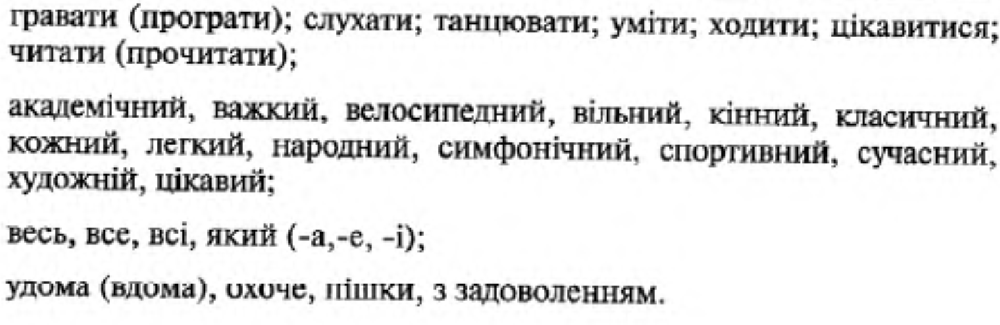 гравати (програти); слухати; танцювати; уміти; ходити; цікавитися;
читати (прочитати);
академічний, важкий, велосипедний, вільний, кінний, класичний,
кожний, легкий, народний, симфонічний, спортивний, сучасний,
художній, цікавий;
весь, все, всі, який (-а,-е, -і);
удома (вдома), охоче, пішки, з задоволенням.